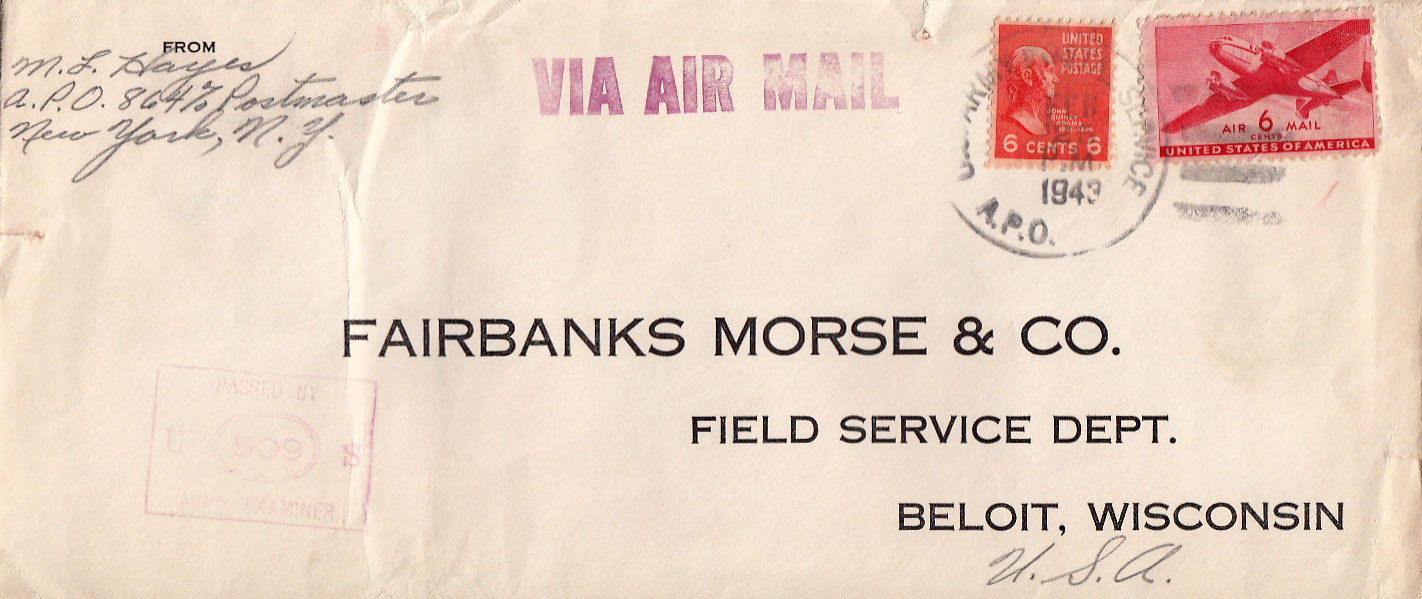 FROM
M. L. Hayes
A.P.O. 864 % Postmaster
New York, N.Y.
VIA AIR MAIL
UNITED
STATES
POSTAGE
JOHN
QUINCY
ADAMS
6 CENTS 6
AIR 6 MAIL
CENTS
UNITED STATES OF AMERICA
U.S. ARMY SERVICE
P.M.
1943
A.P.O.
FAIRBANKS MORSE & CO.
FIELD SERVICE DEPT.
BELOIT, WISCONSIN
U.S.A.
PASSED BY
U 509 S
ARMY EXAMINER